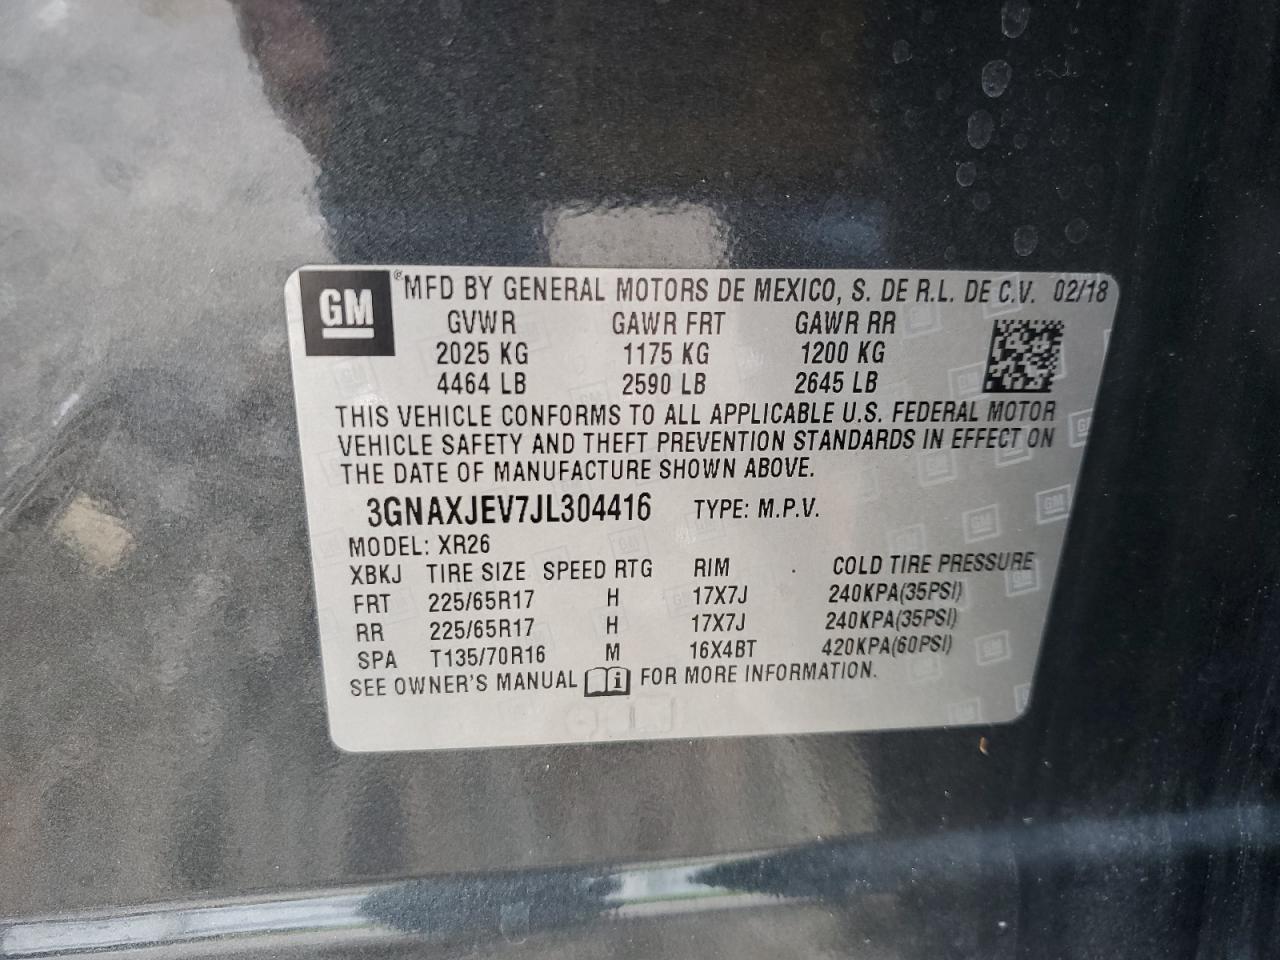 GM
®MFD BY GENERAL MOTORS DE MEXICO, S. DE R.L. DE C.V. 02/18
GVWR GAWR FRT GAWR RR
2025 KG 1175 KG 1200 KG
4464 LB 2590 LB 2645 LB
THIS VEHICLE CONFORMS TO ALL APPLICABLE U.S. FEDERAL MOTOR
VEHICLE SAFETY AND THEFT PREVENTION STANDARDS IN EFFECT ON
THE DATE OF MANUFACTURE SHOWN ABOVE.
3GNAXJEV7JL304416 TYPE: M.P.V.
MODEL: XR26
XBKJ TIRE SIZE SPEED RTG RIM COLD TIRE PRESSURE
FRT 225/65R17 H 17X7J 240KPA(35PSI)
RR 225/65R17 H 17X7J 240KPA(35PSI)
SPA T135/70R16 M 16X4BT 420KPA(60PSI)
SEE OWNER'S MANUAL i FOR MORE INFORMATION.